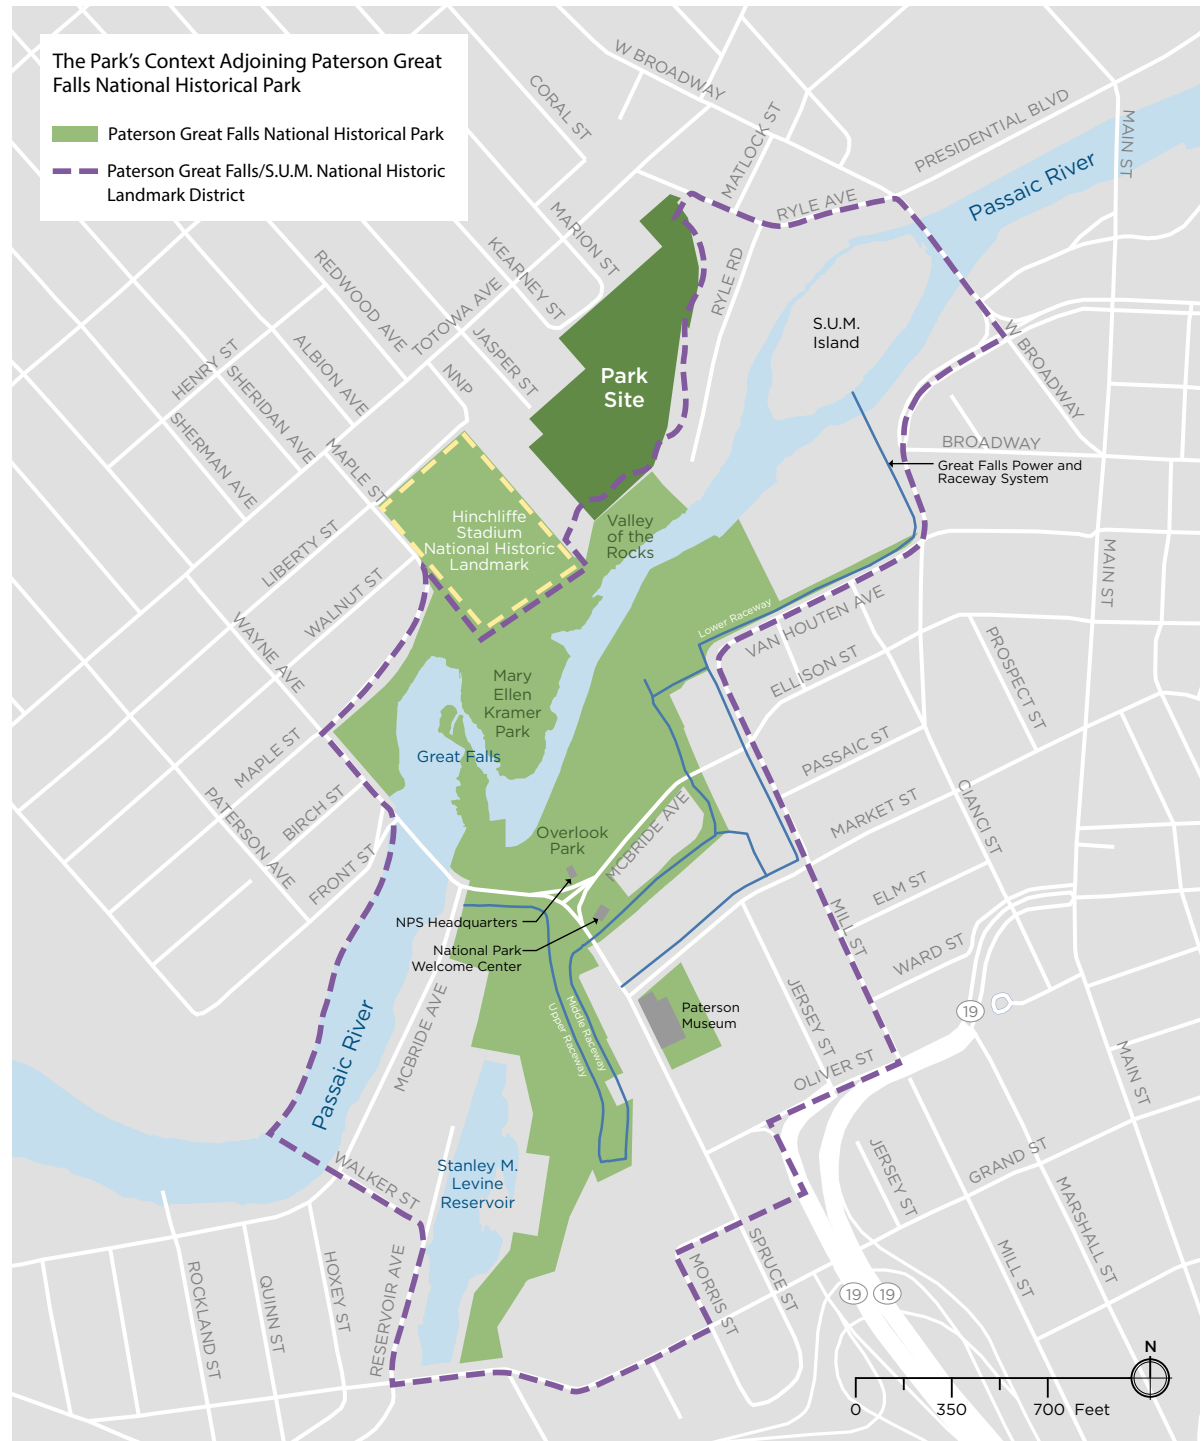 The Park's Context Adjoining Paterson Great
Falls National Historical Park
Paterson Great Falls National Historical Park
Paterson Great Falls/S.U.M. National Historic
Landmark District
W BROADWAY
CORAL ST
MATLOCK ST
PRESIDENTIAL BLVD
MAIN ST
Passaic River
RYLE AVE
MARION ST
KEARNEY ST
RYLE RD
REDWOOD AVE
TOTOWA AVE
JASPER ST
NNP
S.U.M.
Island
W BROADWAY
HENRY ST
ALBION AVE
SHERIDAN AVE
SHERMAN AVE
MAPLE ST
Park
Site
BROADWAY
Great Falls Power and
Raceway System
Hinchliffe
Stadium
National Historic
Landmark
Valley
of the
Rocks
LIBERTY ST
WALNUT ST
MAIN ST
Lower Raceway
VAN HOUTEN AVE
WAYNE AVE
ELLISON ST
PROSPECT ST
Mary
Ellen
Kramer
Park
Great Falls
MAPLE ST
PASSAIC ST
BIRCH ST
PATERSON AVE
MARKET ST
CIANCI ST
Overlook
Park
MCBRIDE AVE
FRONT ST
ELM ST
NPS Headquarters
National Park
Welcome Center
MILL ST
WARD ST
Paterson
Museum
JERSEY ST
19
Upper Raceway
Middle Raceway
MCBRIDE AVE
Passaic River
OLIVER ST
MAIN ST
WALKER ST
Stanley M.
Levine
Reservoir
JERSEY ST
GRAND ST
MARSHALL ST
ROCKLAND ST
QUINN ST
HOXEY ST
RESERVOIR AVE
MORRIS ST
SPRUCE ST
MILL ST
19
19
N
0
350
700 Feet